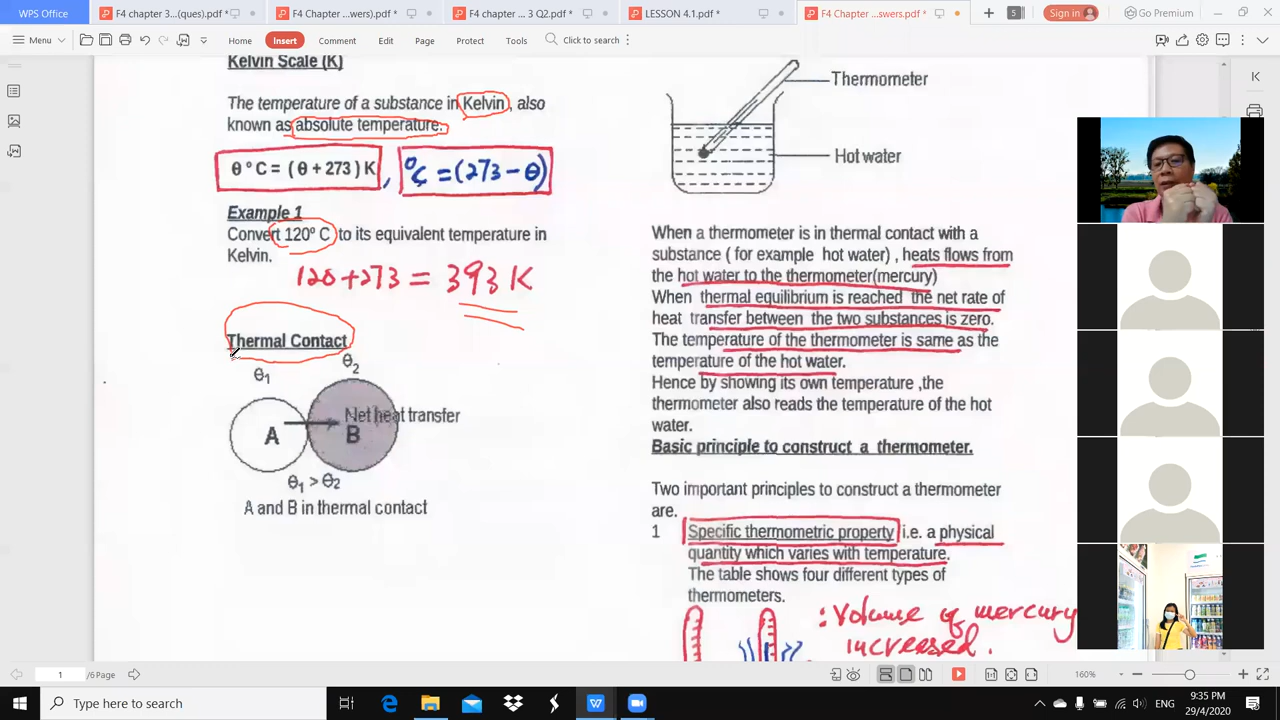 WPS Office
F4 chapter 3...(ques).pdf*
F4 Chapter ...wers.pdf*
F4 chapter ... 3 Q2.pdf*
LESSON 4.1.pdf*
F4 Chapter ...swers.pdf*
Sign in
Go Premium
Menu
Home
Insert
Comment
Edit
Page
Protect
Tools
Click to search
Kelvin Scale (K)
The temperature of a substance in Kelvin, also
known as absolute temperature.
θ °C = ( θ + 273 ) K , °C = (273 - θ)
Example 1
Convert 120° C to its equivalent temperature in
Kelvin.
120 + 273 = 393 K
Thermal Contact
θ1
θ2
Net heat transfer
A
B
θ1 > θ2
A and B in thermal contact
Thermometer
Hot water
When a thermometer is in thermal contact with a
substance ( for example hot water) , heats flows from
the hot water to the thermometer(mercury)
When thermal equilibrium is reached the net rate of
heat transfer between the two substances is zero.
The temperature of the thermometer is same as the
temperature of the hot water.
Hence by showing its own temperature ,the
thermometer also reads the temperature of the hot
water.
Basic principle to construct a thermometer.
Two important principles to construct a thermometer
are.
1 Specific thermometric property i.e. a physical
quantity which varies with temperature.
The table shows four different types of
thermometers.
: Volume of mercury
increased.
1
/6Page
160%
Type here to search
ENG
9:35 PM
29/4/2020